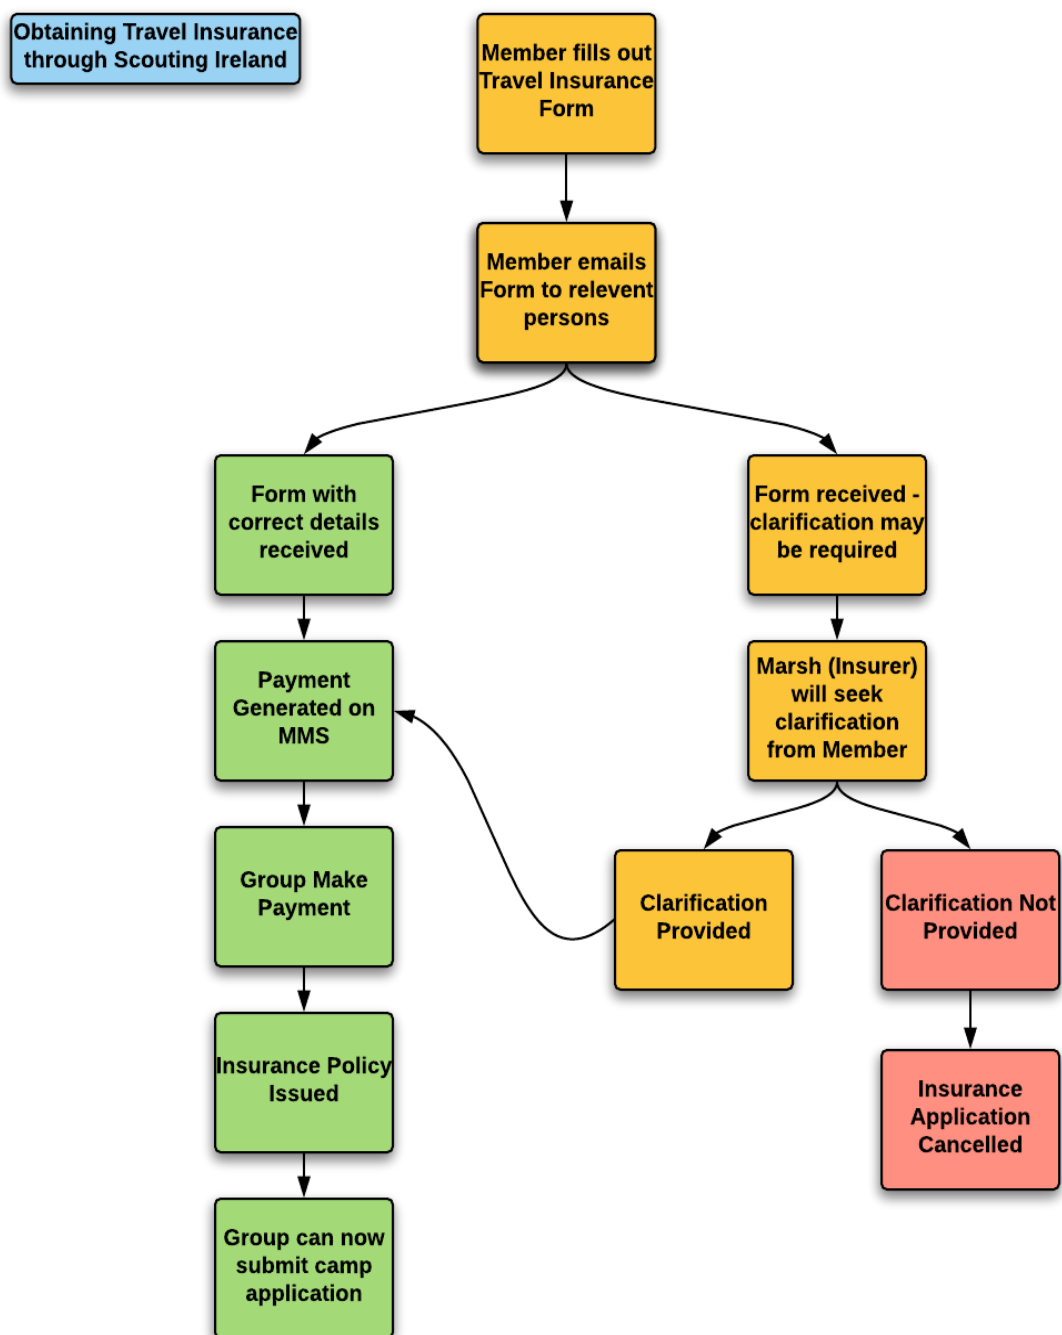 Obtaining Travel Insurance
through Scouting Ireland
Member fills out
Travel Insurance
Form
Member emails
Form to relevent
persons
Form with
correct details
received
Form received -
clarification may
be required
Payment
Generated on
MMS
Marsh (Insurer)
will seek
clarification
from Member
Group Make
Payment
Clarification
Provided
Clarification Not
Provided
Insurance Policy
Issued
Insurance
Application
Cancelled
Group can now
submit camp
application